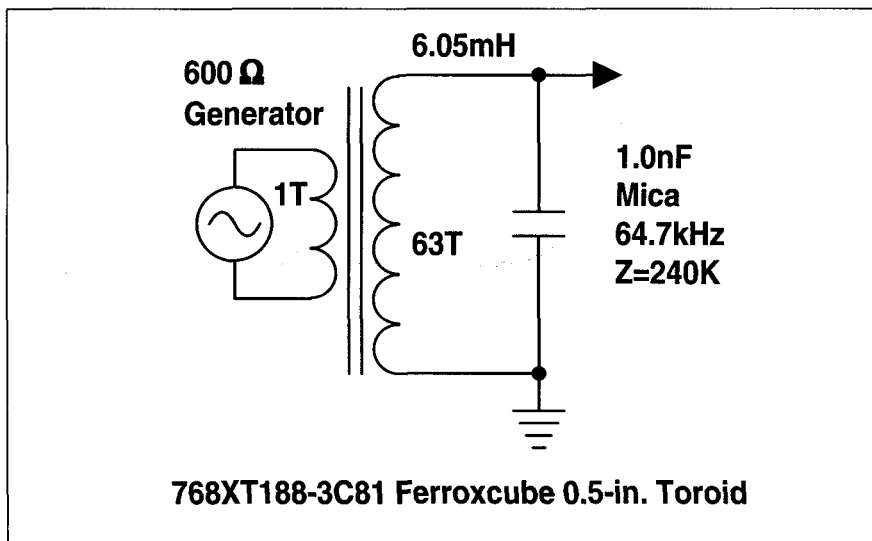 6.05mH
600 Ω
Generator
1T
63T
1.0nF
Mica
64.7kHz
Z=240K
768XT188-3C81 Ferroxcube 0.5-in. Toroid